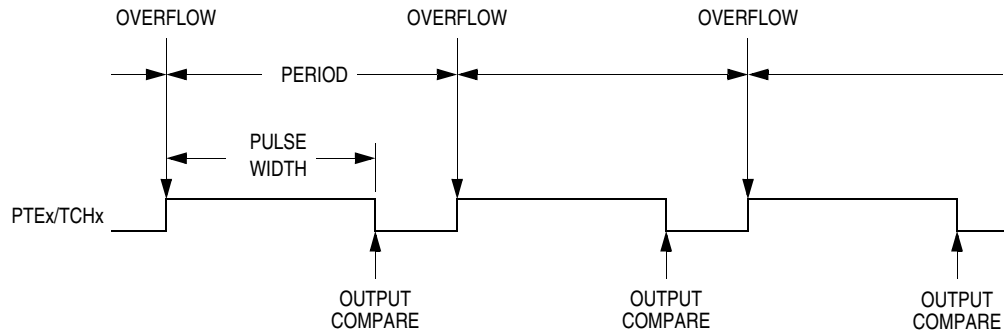 OVERFLOW
OVERFLOW
OVERFLOW
PERIOD
PULSE
WIDTH
PTEx/TCHx
OUTPUT
COMPARE
OUTPUT
COMPARE
OUTPUT
COMPARE